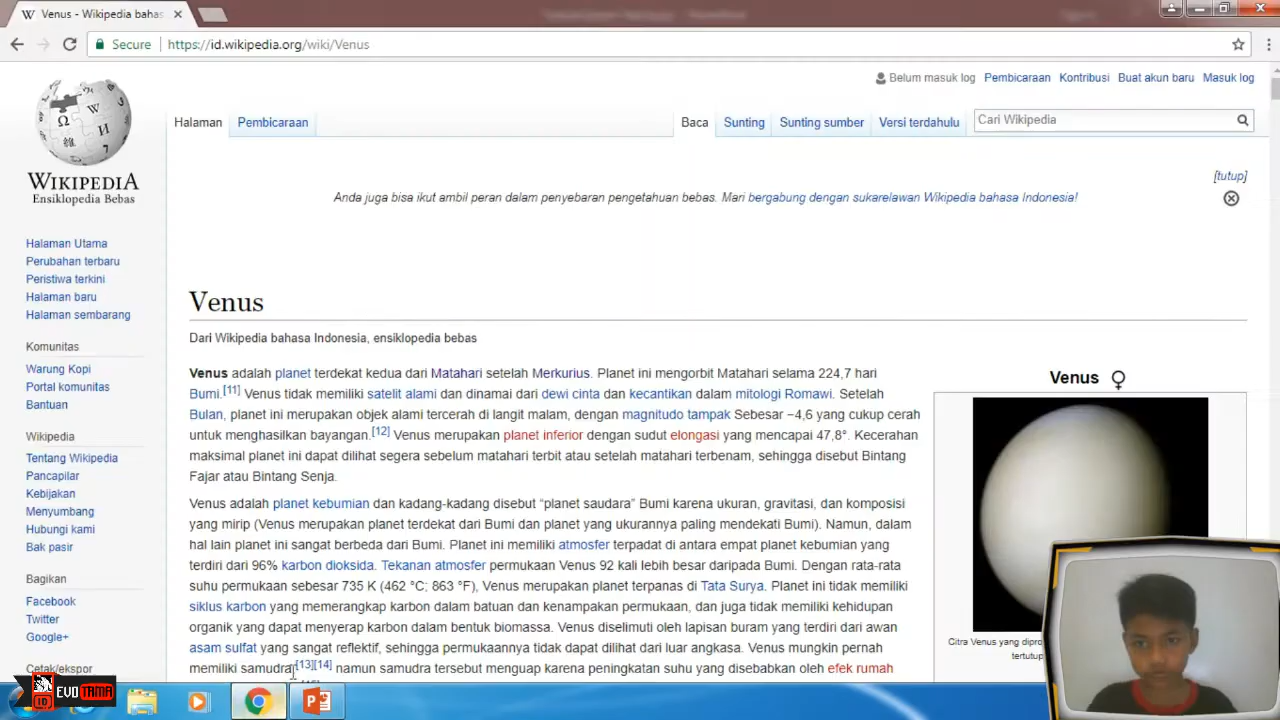 Venus - Wikipedia bahas
Secure
https://id.wikipedia.org/wiki/Venus
Belum masuk log Pembicaraan Kontribusi Buat akun baru Masuk log
Halaman Pembicaraan Baca Sunting Sunting sumber Versi terdahulu Cari Wikipedia
WIKIPEDIA
Ensiklopedia Bebas
[tutup]
Anda juga bisa ikut ambil peran dalam penyebaran pengetahuan bebas. Mari bergabung dengan sukarelawan Wikipedia bahasa Indonesia!
Halaman Utama
Perubahan terbaru
Peristiwa terkini
Halaman baru
Halaman sembarang
Komunitas
Warung Kopi
Portal komunitas
Bantuan
Wikipedia
Tentang Wikipedia
Pancapilar
Kebijakan
Menyumbang
Hubungi kami
Bak pasir
Bagikan
Facebook
Twitter
Google+
Cetak/ekspor
Venus
Dari Wikipedia bahasa Indonesia, ensiklopedia bebas
Venus adalah planet terdekat kedua dari Matahari setelah Merkurius. Planet ini mengorbit Matahari selama 224,7 hari
Bumi.[11] Venus tidak memiliki satelit alami dan dinamai dari dewi cinta dan kecantikan dalam mitologi Romawi. Setelah
Bulan, planet ini merupakan objek alami tercerah di langit malam, dengan magnitudo tampak Sebesar −4,6 yang cukup cerah
untuk menghasilkan bayangan.[12] Venus merupakan planet inferior dengan sudut elongasi yang mencapai 47,8°. Kecerahan
maksimal planet ini dapat dilihat segera sebelum matahari terbit atau setelah matahari terbenam, sehingga disebut Bintang
Fajar atau Bintang Senja.
Venus adalah planet kebumian dan kadang-kadang disebut “planet saudara” Bumi karena ukuran, gravitasi, dan komposisi
yang mirip (Venus merupakan planet terdekat dari Bumi dan planet yang ukurannya paling mendekati Bumi). Namun, dalam
hal lain planet ini sangat berbeda dari Bumi. Planet ini memiliki atmosfer terpadat di antara empat planet kebumian yang
terdiri dari 96% karbon dioksida. Tekanan atmosfer permukaan Venus 92 kali lebih besar daripada Bumi. Dengan rata-rata
suhu permukaan sebesar 735 K (462 °C; 863 °F), Venus merupakan planet terpanas di Tata Surya. Planet ini tidak memiliki
siklus karbon yang memerangkap karbon dalam batuan dan kenampakan permukaan, dan juga tidak memiliki kehidupan
organik yang dapat menyerap karbon dalam bentuk biomassa. Venus diselimuti oleh lapisan buram yang terdiri dari awan
asam sulfat yang sangat reflektif, sehingga permukaannya tidak dapat dilihat dari luar angkasa. Venus mungkin pernah
memiliki samudra,[13][14] namun samudra tersebut menguap karena peningkatan suhu yang disebabkan oleh efek rumah
Venus ♀
Citra Venus yang
EVOTAMA
ID